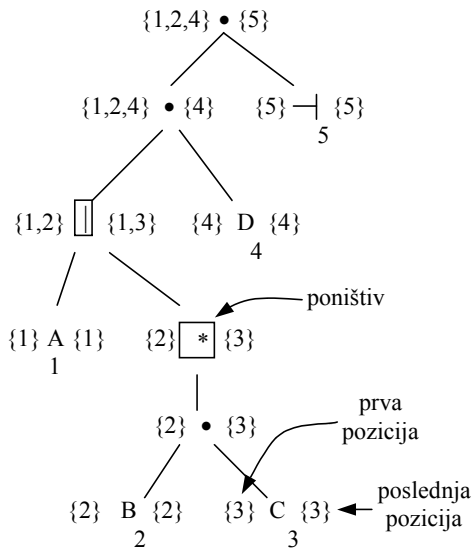 {1,2,4} • {5}
{1,2,4} • {4} {5} ⊣ {5}
5
{1,2} | {1,3} {4} D {4}
4
poništiv
{1} A {1} {2} * {3}
1
prva
pozicija
{2} • {3}
poslednja
pozicija
{2} B {2} {3} C {3}
2 3